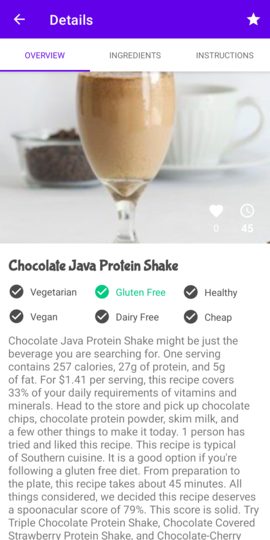 Details
OVERVIEW
INGREDIENTS
INSTRUCTIONS
0
45
Chocolate Java Protein Shake
Vegetarian
Gluten Free
Healthy
Vegan
Dairy Free
Cheap
Chocolate Java Protein Shake might be just the
beverage you are searching for. One serving
contains 257 calories, 27g of protein, and 5g
of fat. For $1.41 per serving, this recipe covers
33% of your daily requirements of vitamins and
minerals. Head to the store and pick up chocolate
chips, chocolate protein powder, skim milk, and
a few other things to make it today. 1 person has
tried and liked this recipe. This recipe is typical
of Southern cuisine. It is a good option if you're
following a gluten free diet. From preparation to
the plate, this recipe takes about 45 minutes. All
things considered, we decided this recipe deserves
a spoonacular score of 79%. This score is solid. Try
Triple Chocolate Protein Shake, Chocolate Covered
Strawberry Protein Shake, and Chocolate-Cherry